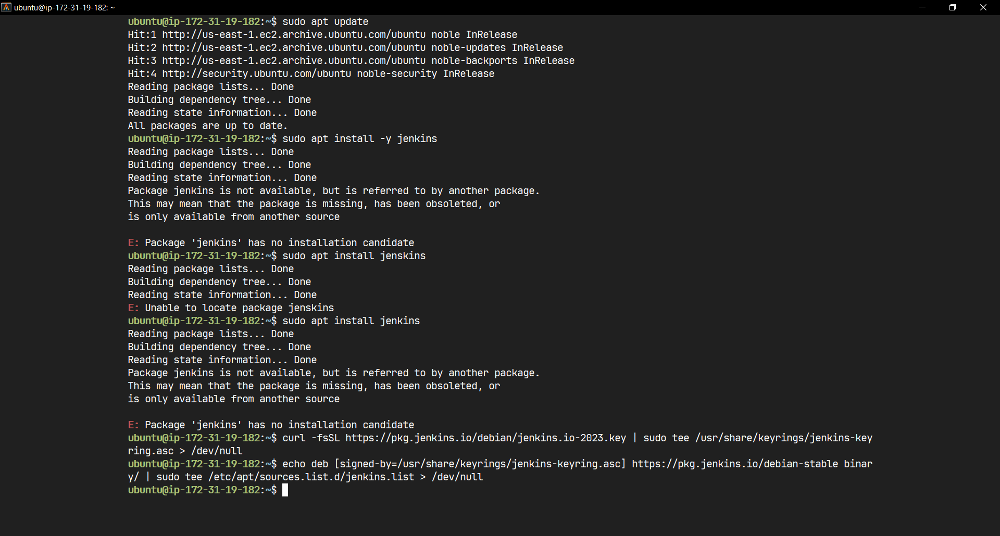 ubuntu@ip-172-31-19-182: ~
ubuntu@ip-172-31-19-182:~$ sudo apt update
Hit:1 http://us-east-1.ec2.archive.ubuntu.com/ubuntu noble InRelease
Hit:2 http://us-east-1.ec2.archive.ubuntu.com/ubuntu noble-updates InRelease
Hit:3 http://us-east-1.ec2.archive.ubuntu.com/ubuntu noble-backports InRelease
Hit:4 http://security.ubuntu.com/ubuntu noble-security InRelease
Reading package lists... Done
Building dependency tree... Done
Reading state information... Done
All packages are up to date.
ubuntu@ip-172-31-19-182:~$ sudo apt install -y jenkins
Reading package lists... Done
Building dependency tree... Done
Reading state information... Done
Package jenkins is not available, but is referred to by another package.
This may mean that the package is missing, has been obsoleted, or
is only available from another source
E: Package 'jenkins' has no installation candidate
ubuntu@ip-172-31-19-182:~$ sudo apt install jenskins
Reading package lists... Done
Building dependency tree... Done
Reading state information... Done
E: Unable to locate package jenskins
ubuntu@ip-172-31-19-182:~$ sudo apt install jenkins
Reading package lists... Done
Building dependency tree... Done
Reading state information... Done
Package jenkins is not available, but is referred to by another package.
This may mean that the package is missing, has been obsoleted, or
is only available from another source
E: Package 'jenkins' has no installation candidate
ubuntu@ip-172-31-19-182:~$ curl -fsSL https://pkg.jenkins.io/debian/jenkins.io-2023.key | sudo tee /usr/share/keyrings/jenkins-key
ring.asc > /dev/null
ubuntu@ip-172-31-19-182:~$ echo deb [signed-by=/usr/share/keyrings/jenkins-keyring.asc] https://pkg.jenkins.io/debian-stable binar
y/ | sudo tee /etc/apt/sources.list.d/jenkins.list > /dev/null
ubuntu@ip-172-31-19-182:~$